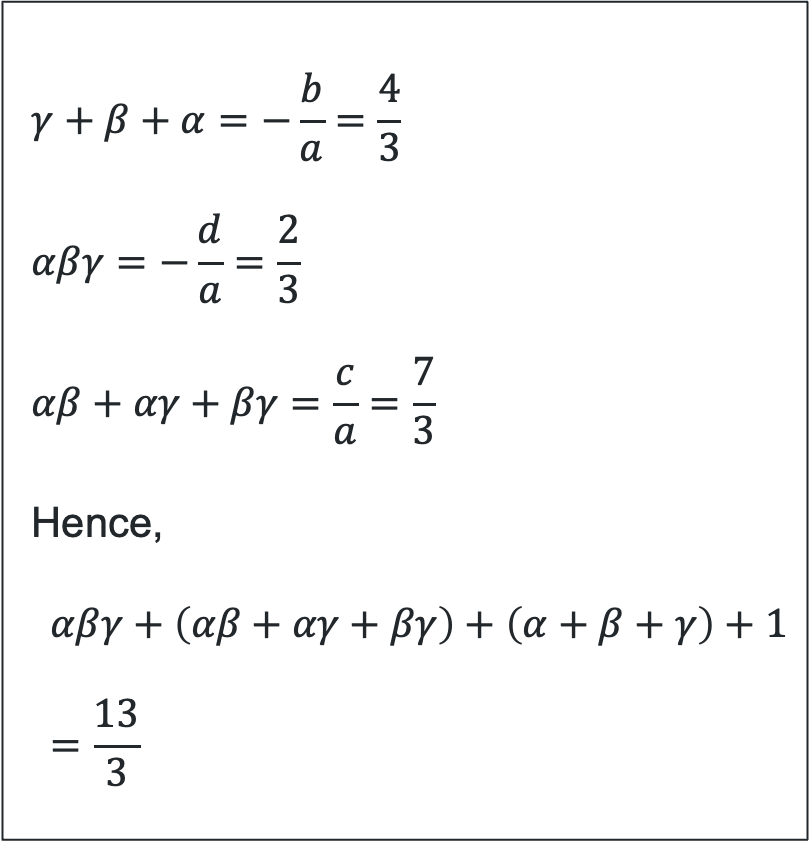 γ + β + α = −b/a = 4/3
αβγ = −d/a = 2/3
αβ + αγ + βγ = c/a = 7/3
Hence,
αβγ + (αβ + αγ + βγ) + (α + β + γ) + 1
= 13/3